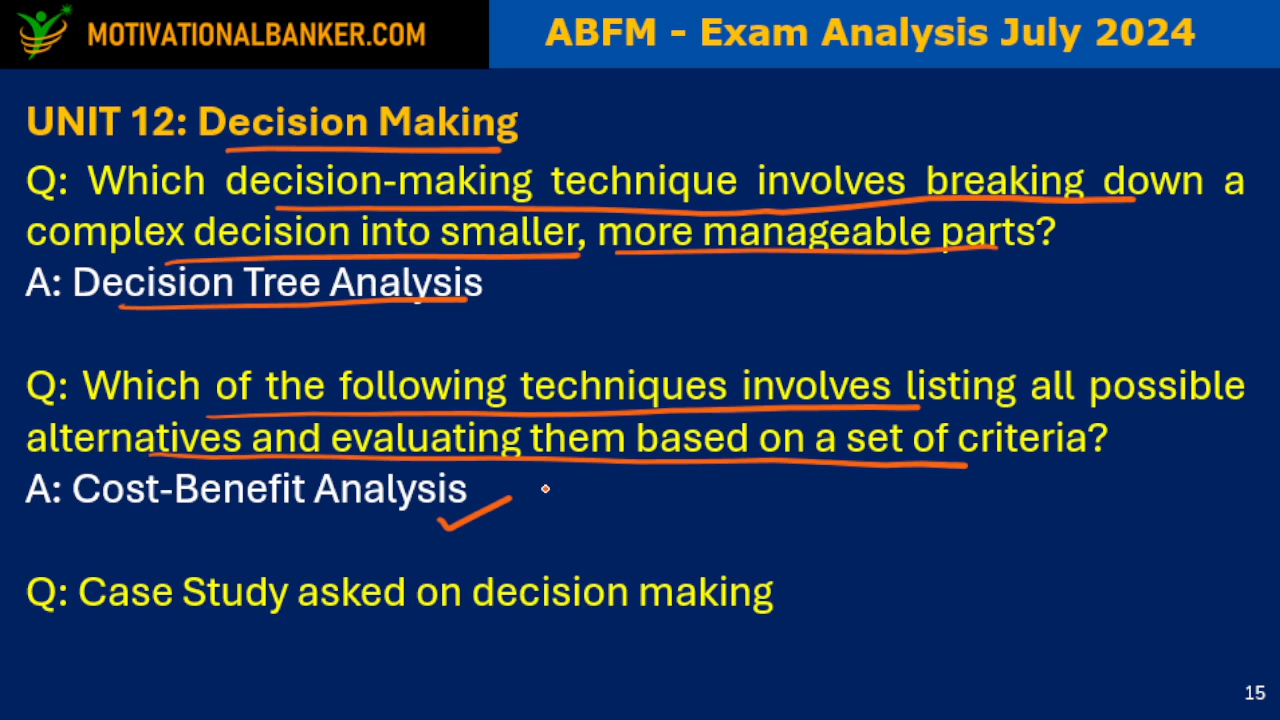 MOTIVATIONALBANKER.COM
ABFM - Exam Analysis July 2024
UNIT 12: Decision Making
Q: Which decision-making technique involves breaking down a
complex decision into smaller, more manageable parts?
A: Decision Tree Analysis
Q: Which of the following techniques involves listing all possible
alternatives and evaluating them based on a set of criteria?
A: Cost-Benefit Analysis
Q: Case Study asked on decision making
15